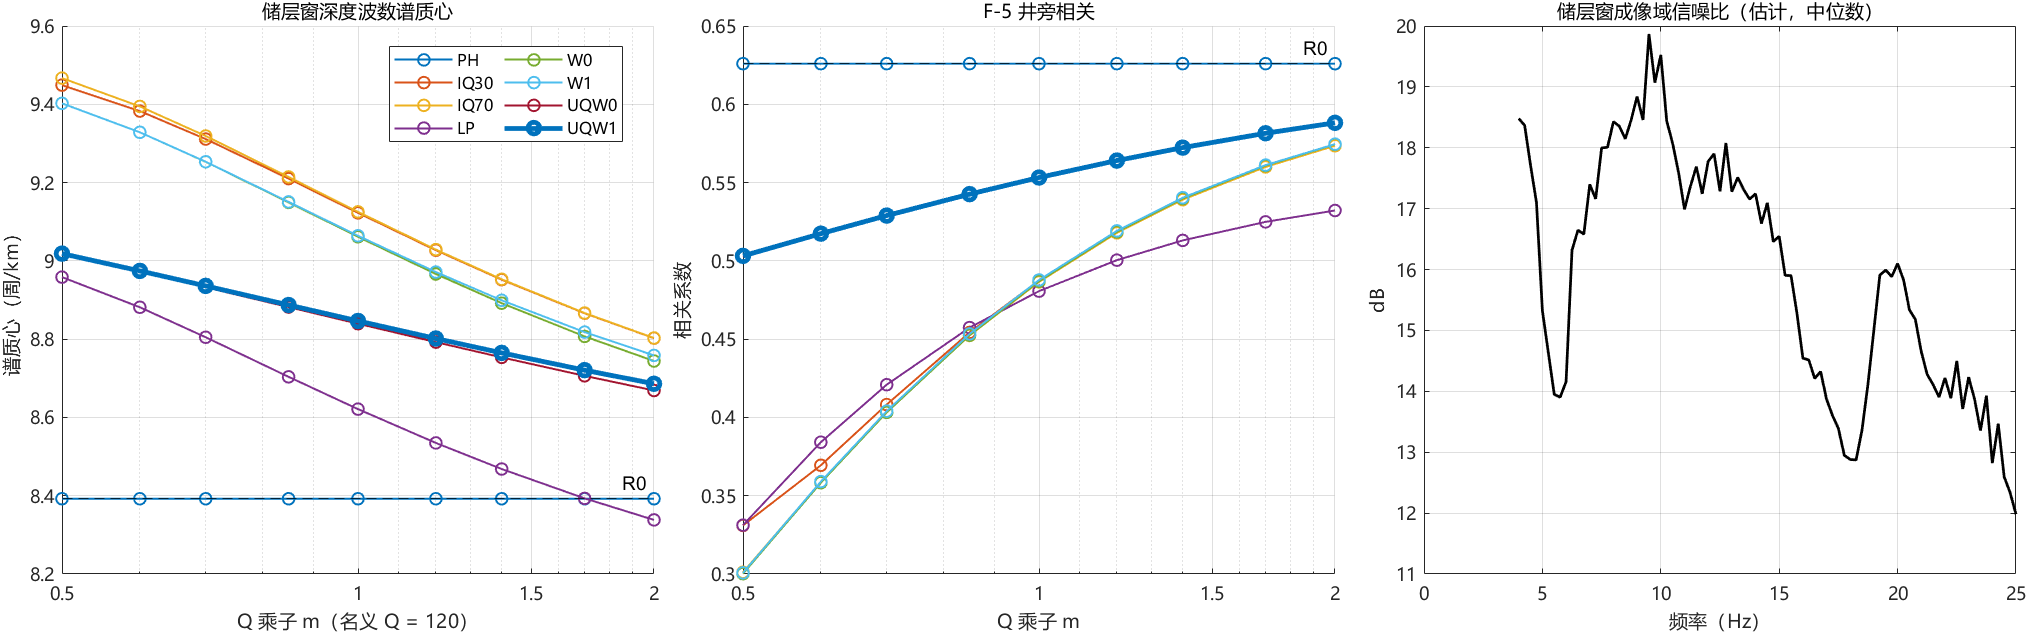 储层窗深度波数谱质心
9.6
9.4
9.2
9
8.8
8.6
8.4
8.2
谱质心（周/km）
PH
IQ30
IQ70
LP
W0
W1
UQW0
UQW1
R0
0.5
1
1.5
2
Q 乘子 m（名义 Q = 120）
F-5 井旁相关
0.65
0.6
0.55
0.5
0.45
0.4
0.35
0.3
相关系数
R0
0.5
1
1.5
2
Q 乘子 m
储层窗成像域信噪比（估计，中位数）
20
19
18
17
16
15
14
13
12
11
dB
0
5
10
15
20
25
频率（Hz）